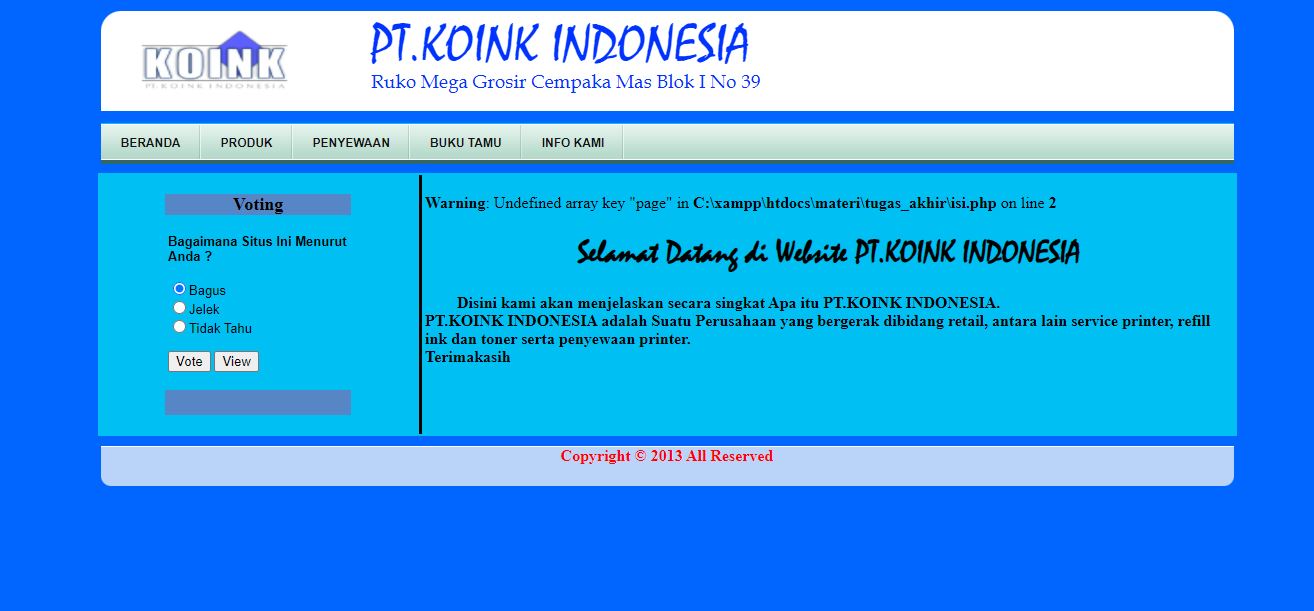 KOINK
PT.KOINK INDONESIA
PT.KOINK INDONESIA
Ruko Mega Grosir Cempaka Mas Blok I No 39
BERANDA PRODUK PENYEWAAN BUKU TAMU INFO KAMI
Voting
Bagaimana Situs Ini Menurut
Anda ?
Bagus
Jelek
Tidak Tahu
Vote View
Warning: Undefined array key "page" in C:\xampp\htdocs\materi\tugas_akhir\isi.php on line 2
Selamat Datang di Website PT.KOINK INDONESIA
Disini kami akan menjelaskan secara singkat Apa itu PT.KOINK INDONESIA.
PT.KOINK INDONESIA adalah Suatu Perusahaan yang bergerak dibidang retail, antara lain service printer, refill
ink dan toner serta penyewaan printer.
Terimakasih
Copyright © 2013 All Reserved